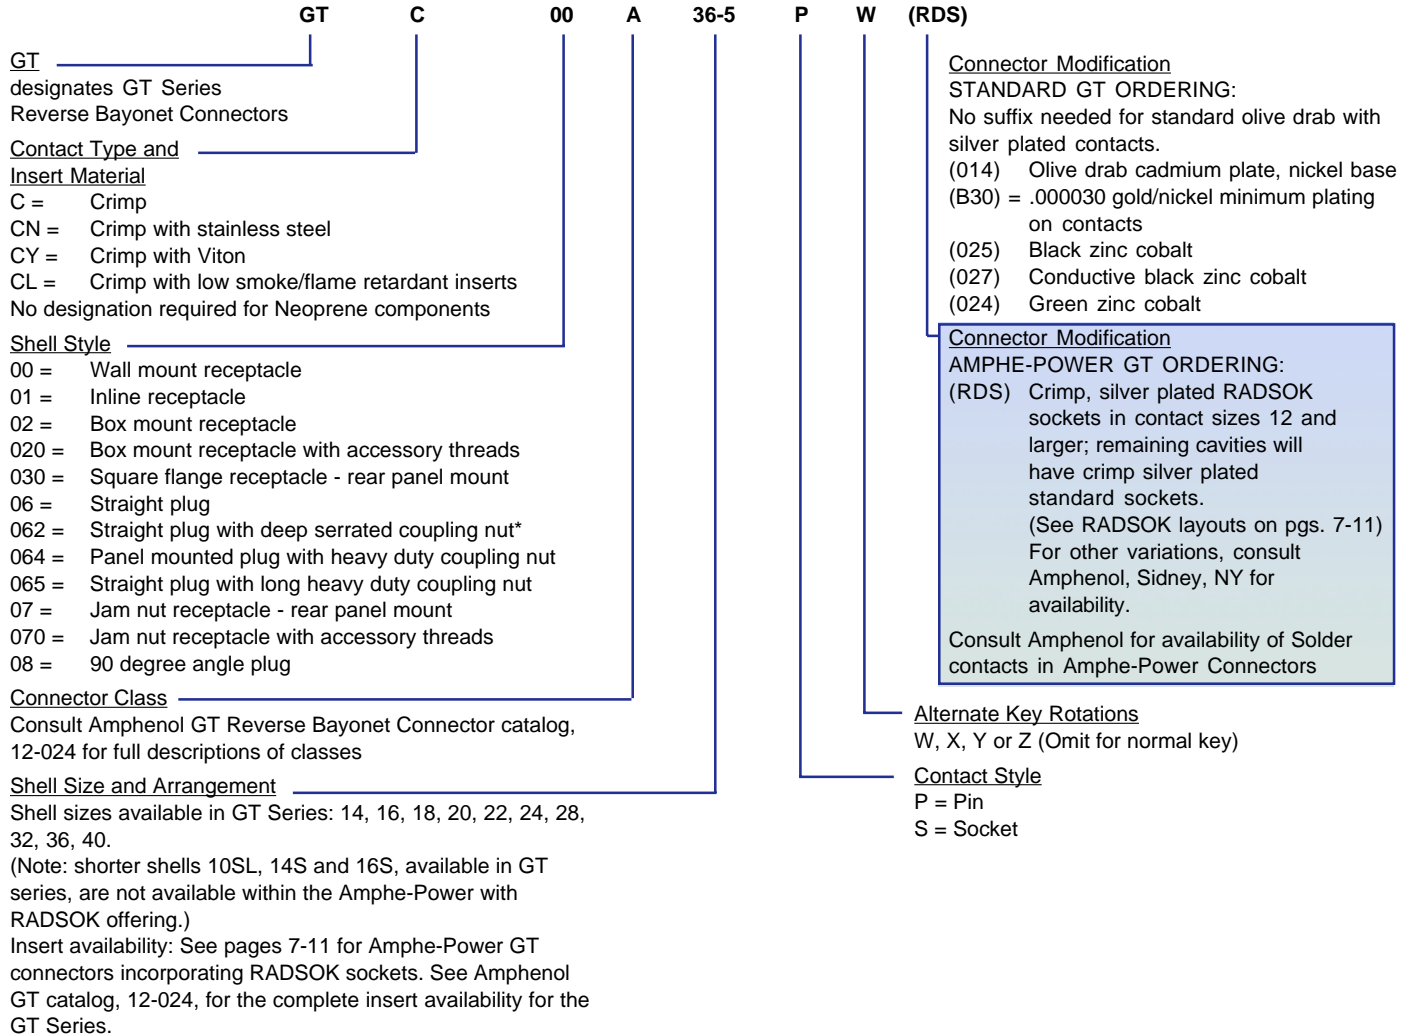 GT C 00 A 36-5 P W (RDS)
GT
designates GT Series
Reverse Bayonet Connectors
Contact Type and
Insert Material
C = Crimp
CN = Crimp with stainless steel
CY = Crimp with Viton
CL = Crimp with low smoke/flame retardant inserts
No designation required for Neoprene components
Shell Style
00 = Wall mount receptacle
01 = Inline receptacle
02 = Box mount receptacle
020 = Box mount receptacle with accessory threads
030 = Square flange receptacle - rear panel mount
06 = Straight plug
062 = Straight plug with deep serrated coupling nut*
064 = Panel mounted plug with heavy duty coupling nut
065 = Straight plug with long heavy duty coupling nut
07 = Jam nut receptacle - rear panel mount
070 = Jam nut receptacle with accessory threads
08 = 90 degree angle plug
Connector Class
Consult Amphenol GT Reverse Bayonet Connector catalog,
12-024 for full descriptions of classes
Shell Size and Arrangement
Shell sizes available in GT Series: 14, 16, 18, 20, 22, 24, 28,
32, 36, 40.
(Note: shorter shells 10SL, 14S and 16S, available in GT
series, are not available within the Amphe-Power with
RADSOK offering.)
Insert availability: See pages 7-11 for Amphe-Power GT
connectors incorporating RADSOK sockets. See Amphenol
GT catalog, 12-024, for the complete insert availability for the
GT Series.
Connector Modification
STANDARD GT ORDERING:
No suffix needed for standard olive drab with
silver plated contacts.
(014) Olive drab cadmium plate, nickel base
(B30) = .000030 gold/nickel minimum plating
on contacts
(025) Black zinc cobalt
(027) Conductive black zinc cobalt
(024) Green zinc cobalt
Connector Modification
AMPHE-POWER GT ORDERING:
(RDS) Crimp, silver plated RADSOK
sockets in contact sizes 12 and
larger; remaining cavities will
have crimp silver plated
standard sockets.
(See RADSOK layouts on pgs. 7-11)
For other variations, consult
Amphenol, Sidney, NY for
availability.
Consult Amphenol for availability of Solder
contacts in Amphe-Power Connectors
Alternate Key Rotations
W, X, Y or Z (Omit for normal key)
Contact Style
P = Pin
S = Socket